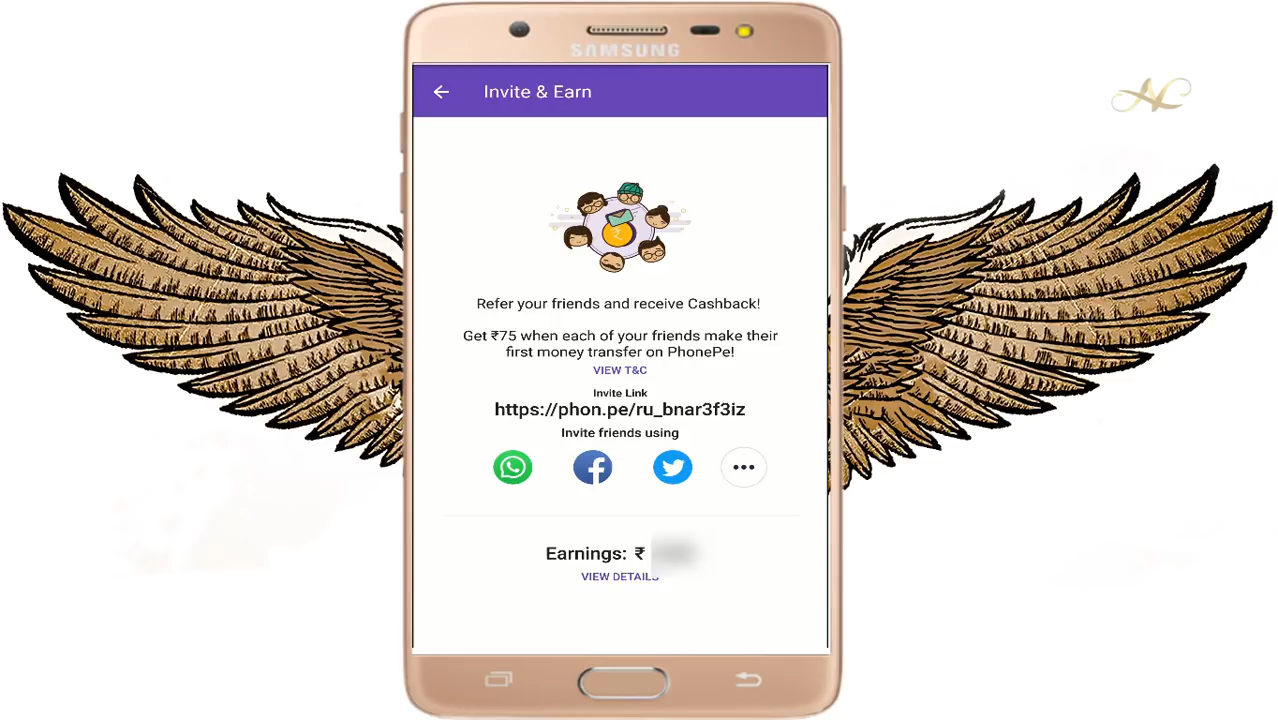 SAMSUNG
Invite & Earn
Refer your friends and receive Cashback!
Get ₹75 when each of your friends make their
first money transfer on PhonePe!
VIEW T&C
Invite Link
https://phon.pe/ru_bnar3f3iz
Invite friends using
Earnings: ₹
VIEW DETAILS